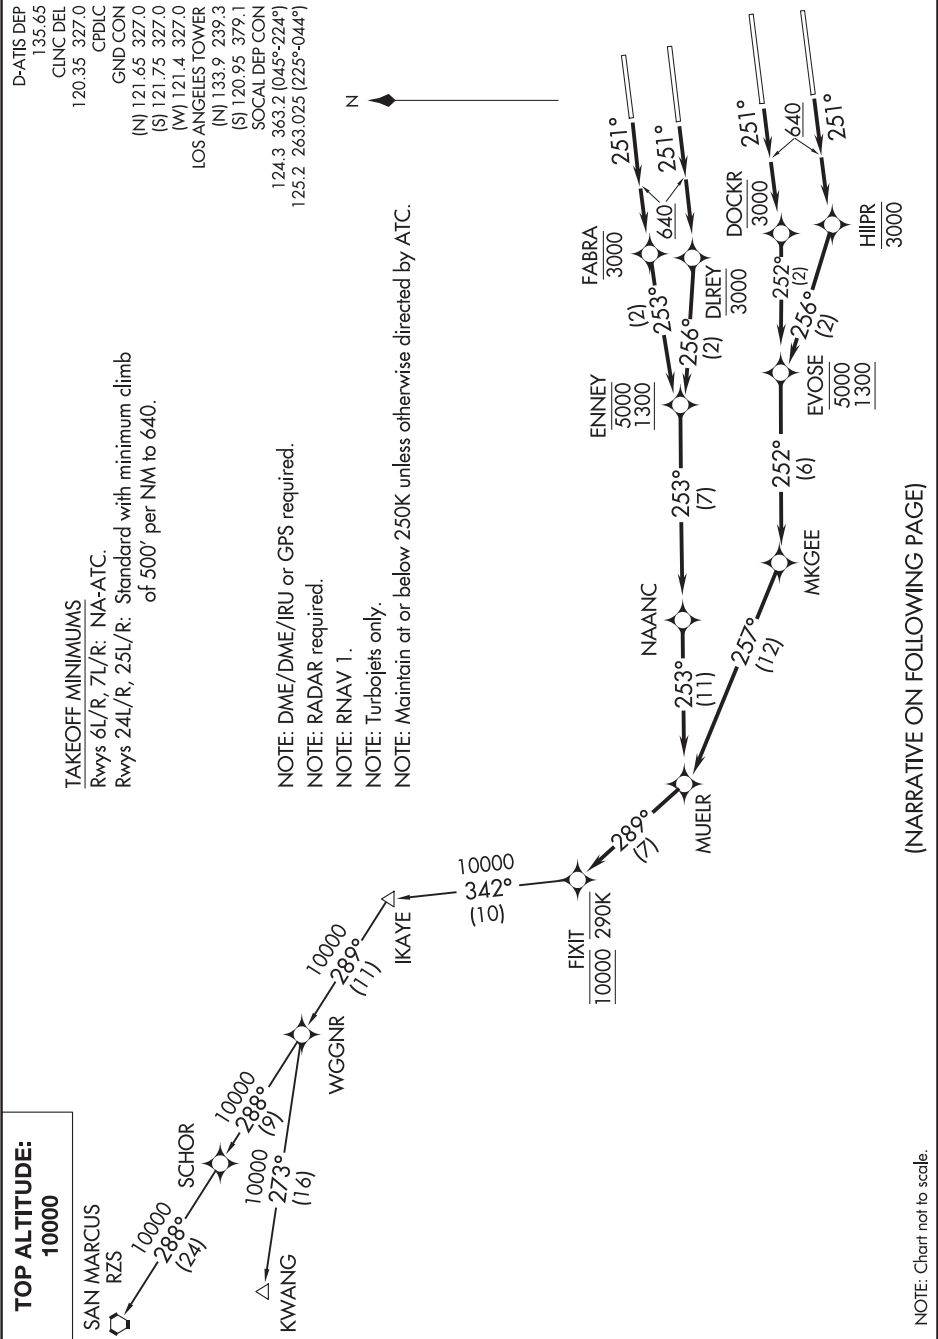 TOP ALTITUDE:
10000
D-ATIS DEP
135.65
CLNC DEL
120.35 327.0
CPDLC
GND CON
(N) 121.65 327.0
(S) 121.75 327.0
(W) 121.4 327.0
LOS ANGELES TOWER
(N) 133.9 239.3
(S) 120.95 379.1
SOCAL DEP CON
124.3 363.2 (045°-224°)
125.2 263.025 (225°-044°)
N
TAKEOFF MINIMUMS
Rwys 6L/R, 7L/R: NA-ATC.
Rwys 24L/R, 25L/R: Standard with minimum climb
of 500' per NM to 640.
NOTE: DME/DME/IRU or GPS required.
NOTE: RADAR required.
NOTE: RNAV 1.
NOTE: Turbojets only.
NOTE: Maintain at or below 250K unless otherwise directed by ATC.
SAN MARCUS
RZS
10000
288°
(24)
SCHOR
10000
288°
(9)
10000
273°
(16)
KWANG
WGGNR
10000
289°
(11)
IKAYE
10000
342°
(10)
FIXIT
10000 290K
289°
(7)
MUELR
253°
(11)
NAANC
253°
(7)
ENNEY
5000
1300
(2)
253°
FABRA
3000
251°
640
251°
256°
(2)
DLREY
3000
257°
(12)
MKGEE
252°
(6)
EVOSE
5000
1300
252°
(2)
DOCKR
3000
251°
640
251°
256°
(2)
HIIPR
3000
(NARRATIVE ON FOLLOWING PAGE)
NOTE: Chart not to scale.